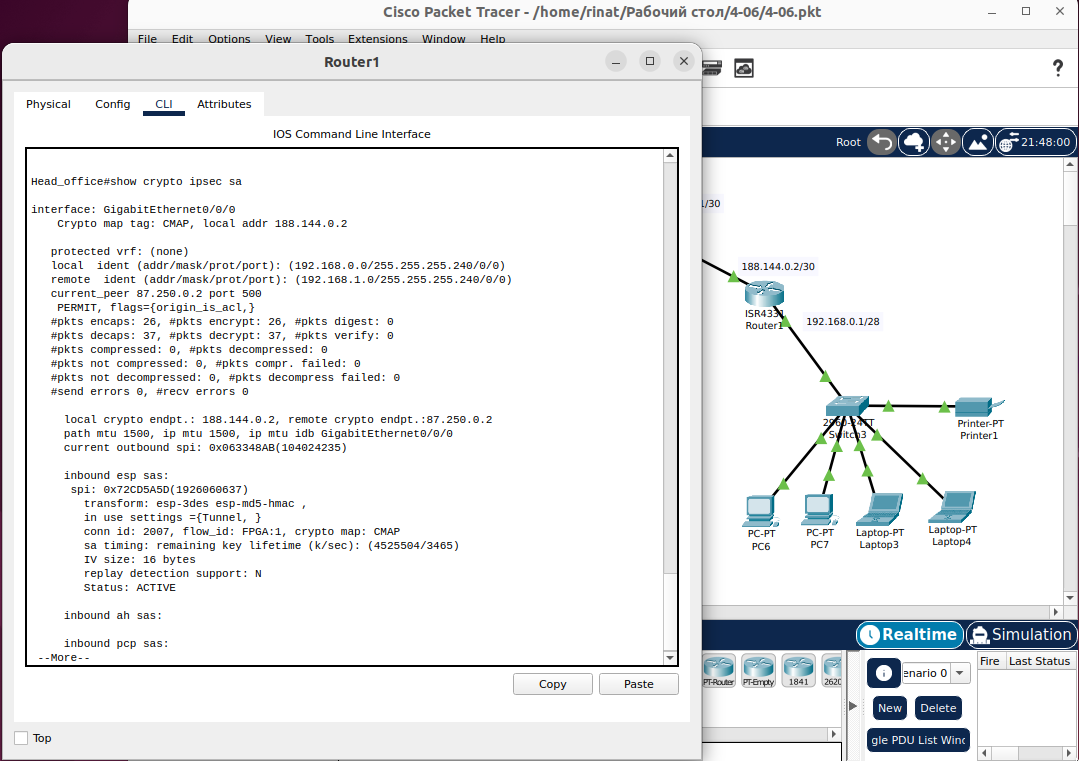 Cisco Packet Tracer - /home/rinat/Рабочий стол/4-06/4-06.pkt
File Edit Options View Tools Extensions Window Help
Router1
Physical Config CLI Attributes
IOS Command Line Interface
Head_office#show crypto ipsec sa
interface: GigabitEthernet0/0/0
Crypto map tag: CMAP, local addr 188.144.0.2
protected vrf: (none)
local ident (addr/mask/prot/port): (192.168.0.0/255.255.255.240/0/0)
remote ident (addr/mask/prot/port): (192.168.1.0/255.255.255.240/0/0)
current_peer 87.250.0.2 port 500
PERMIT, flags={origin_is_acl,}
#pkts encaps: 26, #pkts encrypt: 26, #pkts digest: 0
#pkts decaps: 37, #pkts decrypt: 37, #pkts verify: 0
#pkts compressed: 0, #pkts decompressed: 0
#pkts not compressed: 0, #pkts compr. failed: 0
#pkts not decompressed: 0, #pkts decompress failed: 0
#send errors 0, #recv errors 0
local crypto endpt.: 188.144.0.2, remote crypto endpt.:87.250.0.2
path mtu 1500, ip mtu 1500, ip mtu idb GigabitEthernet0/0/0
current outbound spi: 0x063348AB(104024235)
inbound esp sas:
spi: 0x72CD5A5D(1926060637)
transform: esp-3des esp-md5-hmac ,
in use settings ={Tunnel, }
conn id: 2007, flow_id: FPGA:1, crypto map: CMAP
sa timing: remaining key lifetime (k/sec): (4525504/3465)
IV size: 16 bytes
replay detection support: N
Status: ACTIVE
inbound ah sas:
inbound pcp sas:
--More--
Copy Paste
Top
?
Root 21:48:00
1/30
188.144.0.2/30
ISR4331
Router1
192.168.0.1/28
2960-24TT
Switch3
Printer-PT
Printer1
PC-PT
PC6
PC-PT
PC7
Laptop-PT
Laptop3
Laptop-PT
Laptop4
Realtime Simulation
PT-Router PT-Empty 1841 2620
enario 0
Fire Last Status
New Delete
gle PDU List Wind